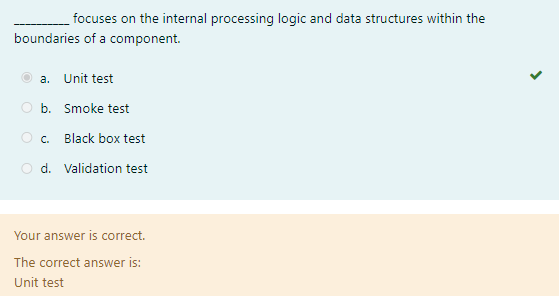 __________ focuses on the internal processing logic and data structures within the
boundaries of a component.
a. Unit test
b. Smoke test
c. Black box test
d. Validation test
Your answer is correct.
The correct answer is:
Unit test